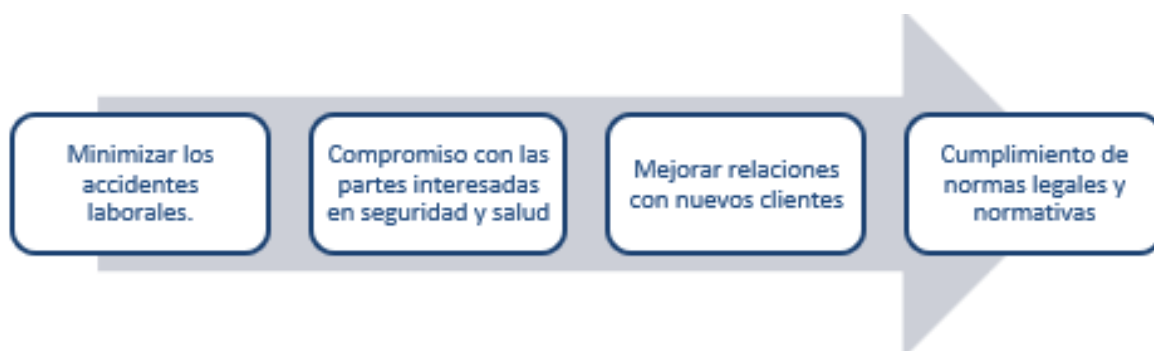 Minimizar los
accidentes
laborales.
Compromiso con las
partes interesadas
en seguridad y salud
Mejorar relaciones
con nuevos clientes
Cumplimiento de
normas legales y
normativas